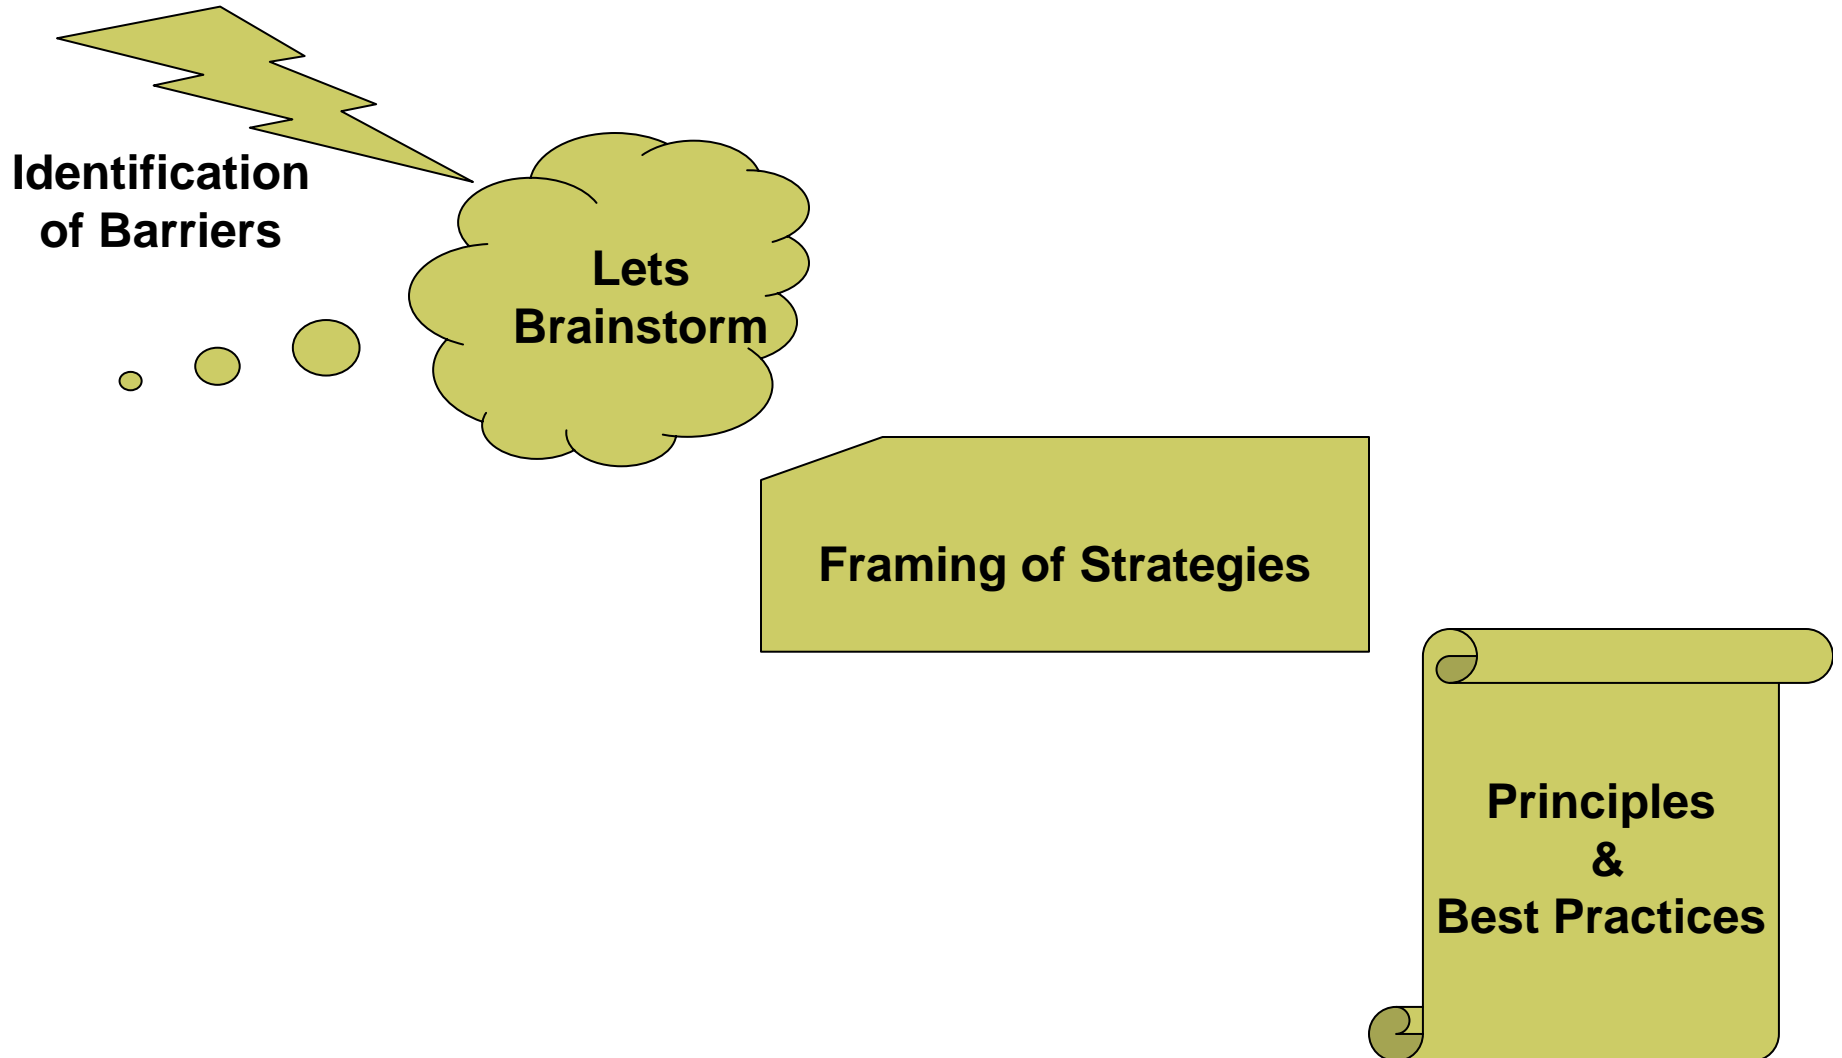 Identification
of Barriers
Lets
Brainstorm
Framing of Strategies
Principles
&
Best Practices